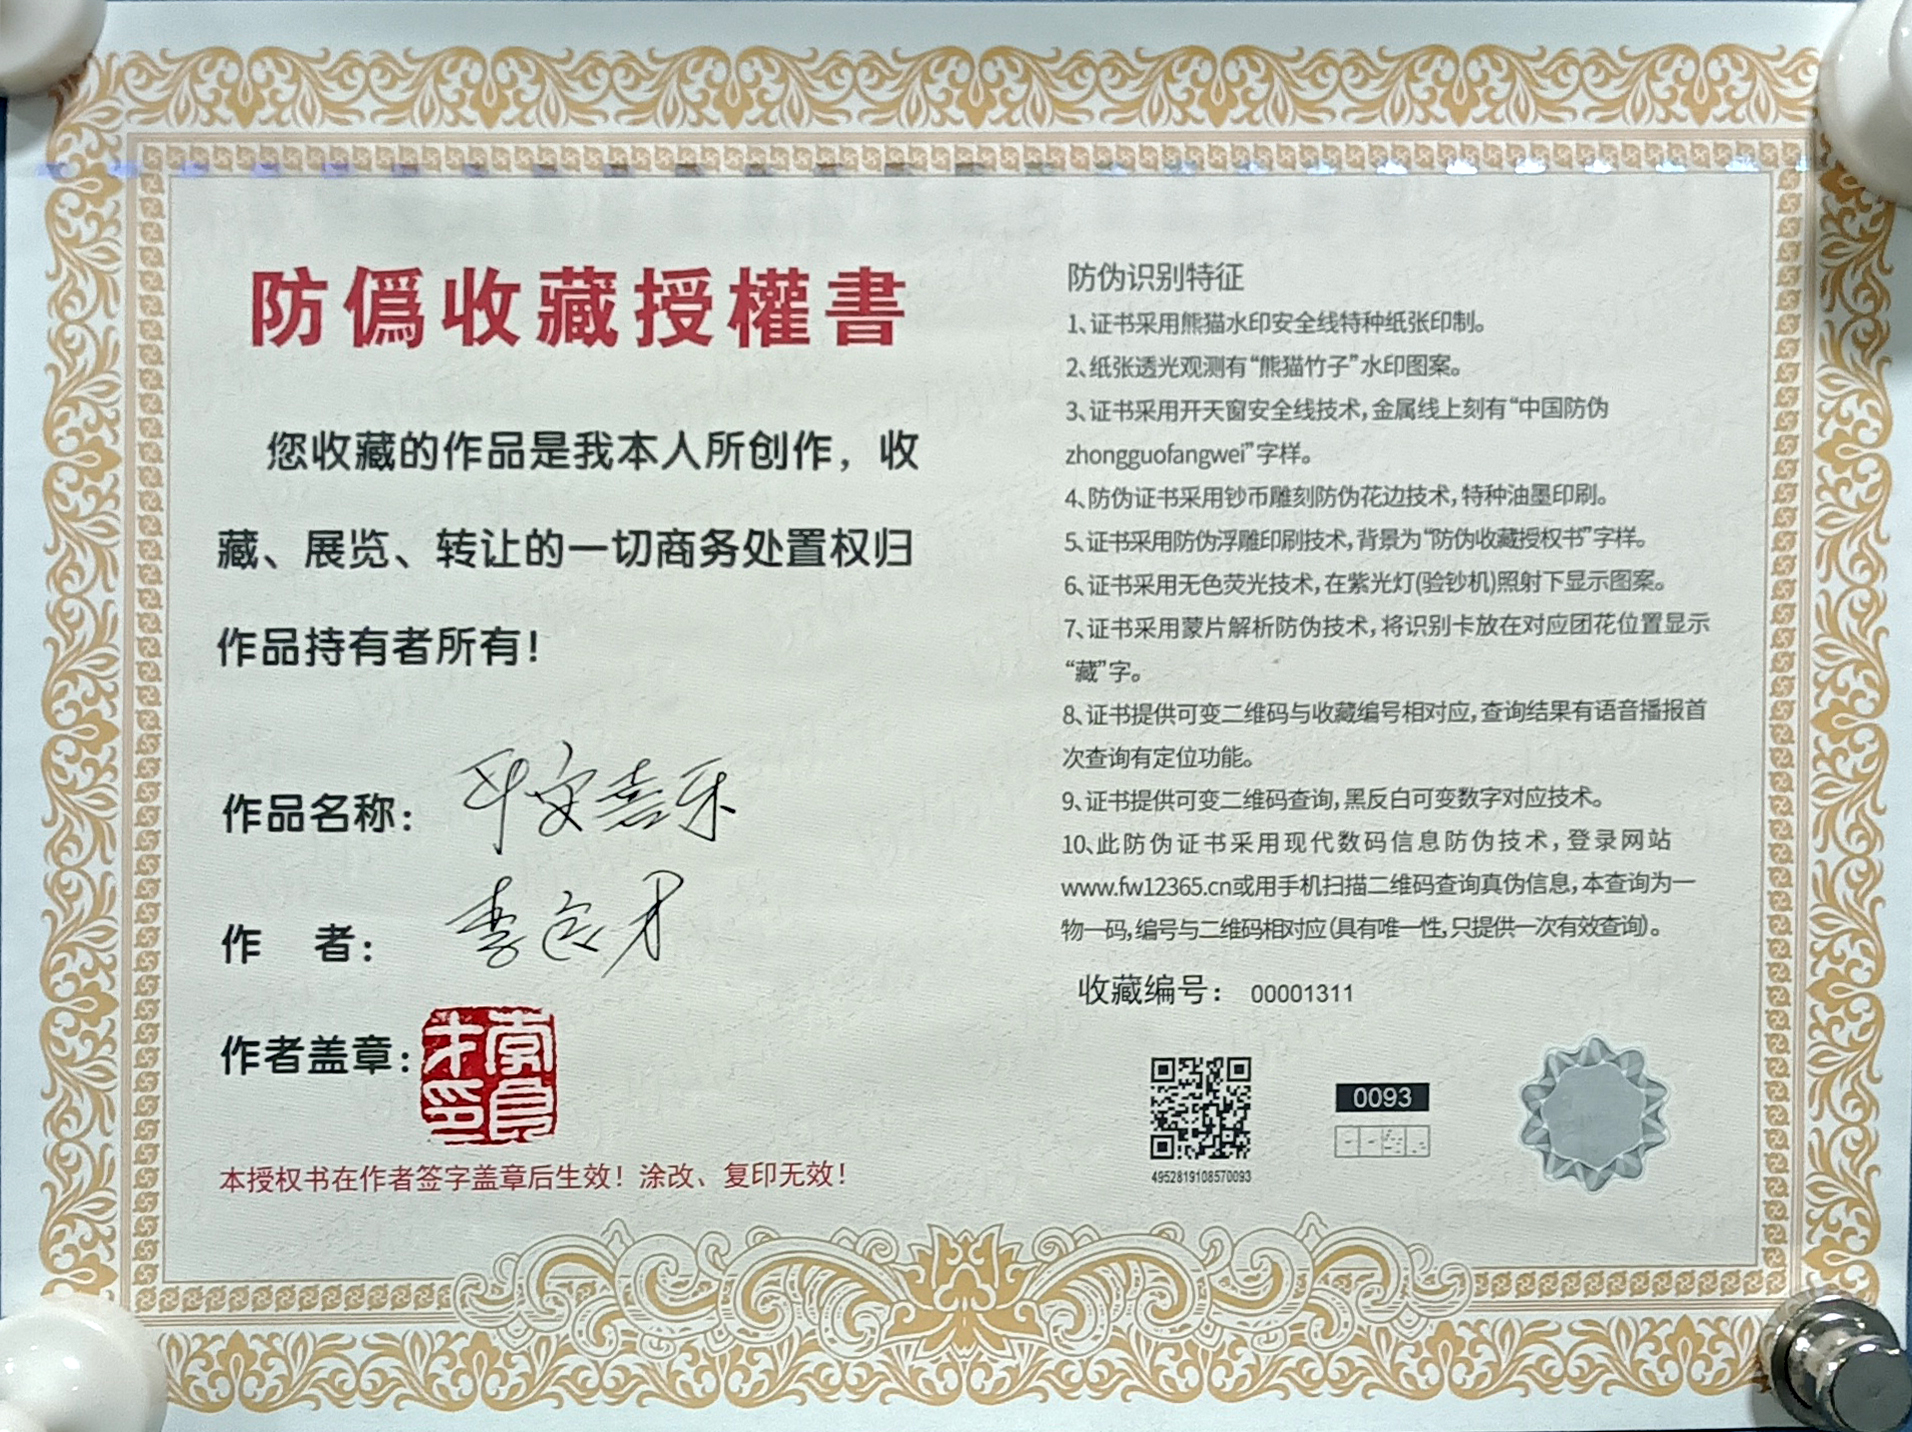 防僞收藏授權書
您收藏的作品是我本人所创作，收
藏、展览、转让的一切商务处置权归
作品持有者所有！
作品名称：平安喜乐
作 者：李良才
作者盖章：
李良才印
本授权书在作者签字盖章后生效！涂改、复印无效！
防伪识别特征
1、证书采用熊猫水印安全线特种纸张印制。
2、纸张透光观测有“熊猫竹子”水印图案。
3、证书采用开天窗安全线技术，金属线上刻有“中国防伪
zhongguofangwei”字样。
4、防伪证书采用钞币雕刻防伪花边技术，特种油墨印刷。
5、证书采用防伪浮雕印刷技术，背景为“防伪收藏授权书”字样。
6、证书采用无色荧光技术，在紫光灯(验钞机)照射下显示图案。
7、证书采用蒙片解析防伪技术，将识别卡放在对应团花位置显示
“藏”字。
8、证书提供可变二维码与收藏编号相对应，查询结果有语音播报首
次查询有定位功能。
9、证书提供可变二维码查询，黑反白可变数字对应技术。
10、此防伪证书采用现代数码信息防伪技术，登录网站
www.fw12365.cn或用手机扫描二维码查询真伪信息，本查询为一
物一码，编号与二维码相对应（具有唯一性，只提供一次有效查询）。
收藏编号：00001311
0093
4952819108570093